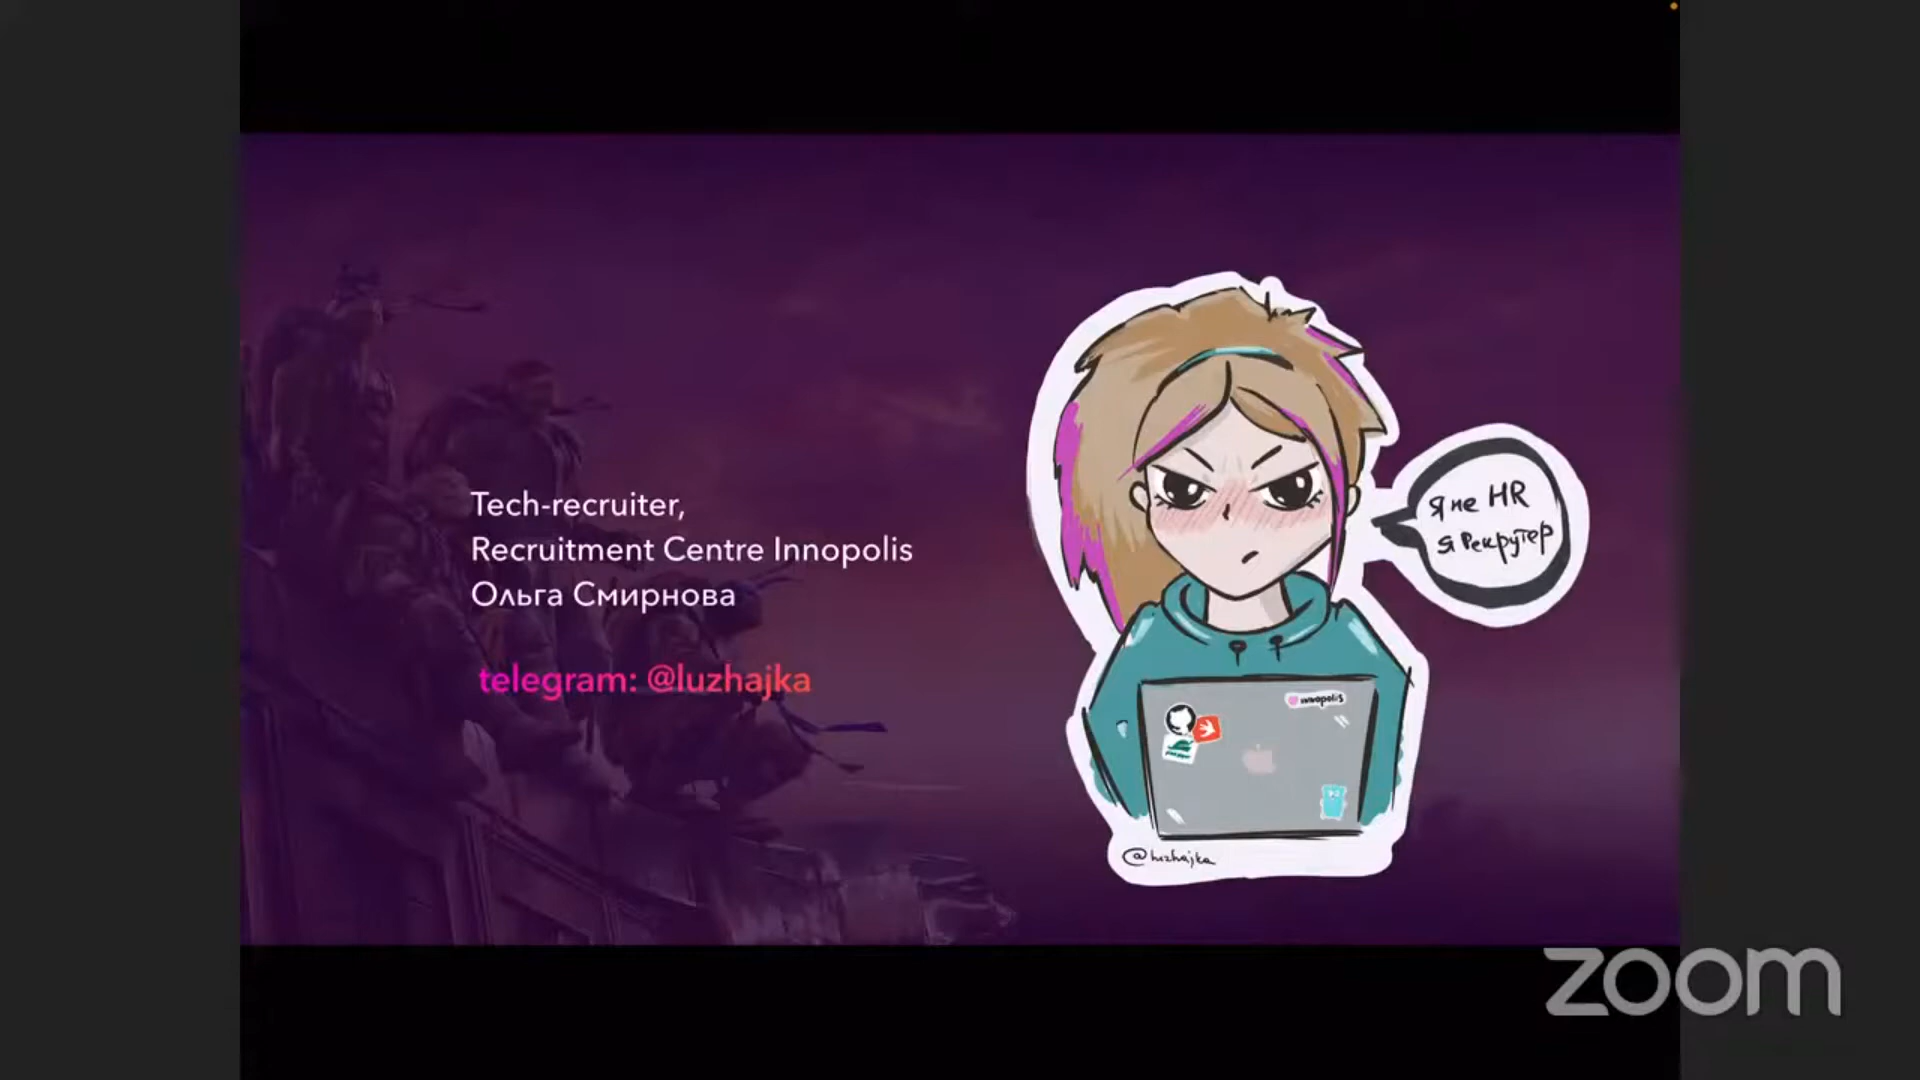 Tech-recruiter,
Recruitment Centre Innopolis
Ольга Смирнова
telegram: @luzhajka
Я не HR
Я Рекрутер
innopolis
@luzhajka
zoom